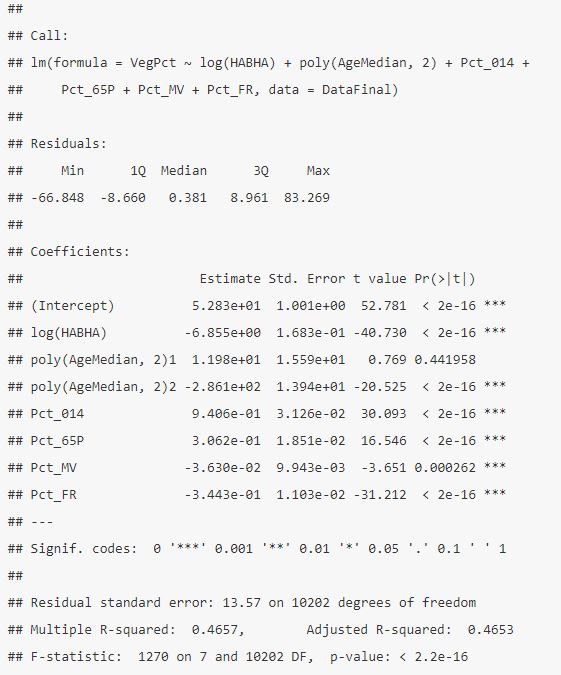 ##
## Call:
## lm(formula = VegPct ~ log(HABHA) + poly(AgeMedian, 2) + Pct_014 +
##     Pct_65P + Pct_MV + Pct_FR, data = DataFinal)
##
## Residuals:
##     Min      1Q  Median      3Q     Max
## -66.848  -8.660   0.381   8.961  83.269
##
## Coefficients:
##                       Estimate Std. Error t value Pr(>|t|)
## (Intercept)          5.283e+01  1.001e+00  52.781  < 2e-16 ***
## log(HABHA)          -6.855e+00  1.683e-01 -40.730  < 2e-16 ***
## poly(AgeMedian, 2)1  1.198e+01  1.559e+01   0.769 0.441958
## poly(AgeMedian, 2)2 -2.861e+02  1.394e+01 -20.525  < 2e-16 ***
## Pct_014              9.406e-01  3.126e-02  30.093  < 2e-16 ***
## Pct_65P              3.062e-01  1.851e-02  16.546  < 2e-16 ***
## Pct_MV              -3.630e-02  9.943e-03  -3.651 0.000262 ***
## Pct_FR              -3.443e-01  1.103e-02 -31.212  < 2e-16 ***
## ---
## Signif. codes:  0 '***' 0.001 '**' 0.01 '*' 0.05 '.' 0.1 ' ' 1
##
## Residual standard error: 13.57 on 10202 degrees of freedom
## Multiple R-squared:  0.4657,	Adjusted R-squared:  0.4653
## F-statistic:  1270 on 7 and 10202 DF,  p-value: < 2.2e-16